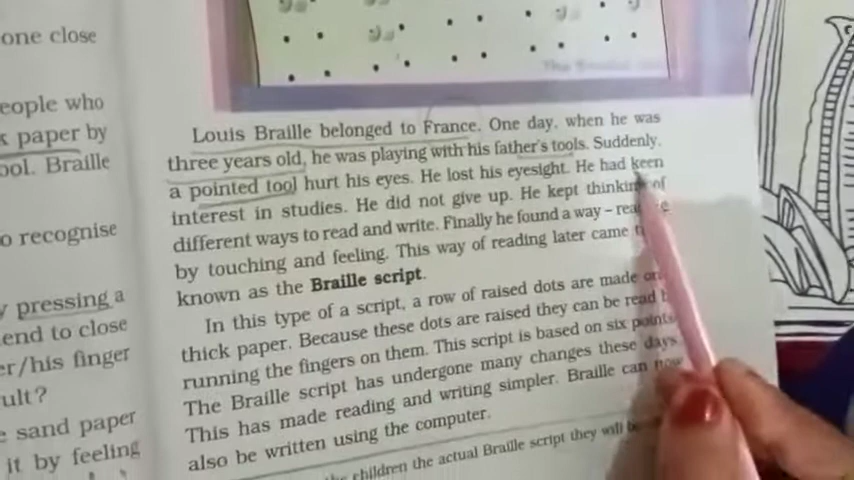 one close
eople who
k paper by
ool. Braille
o recognise
y pressing a
end to close
er/his finger
ult?
e sand paper
it by feeling
Louis Braille belonged to France. One day, when he was
three years old, he was playing with his father's tools. Suddenly,
a pointed tool hurt his eyes. He lost his eyesight. He had keen
interest in studies. He did not give up. He kept thinking of
different ways to read and write. Finally he found a way –
by touching and feeling. This way of reading later came
known as the Braille script.
In this type of a script, a row of raised dots are made on
thick paper. Because these dots are raised they can be read
running the fingers on them. This script is based on six points.
The Braille script has undergone many changes these days.
This has made reading and writing simpler. Braille can now
also be written using the computer.
children the actual Braille script they will